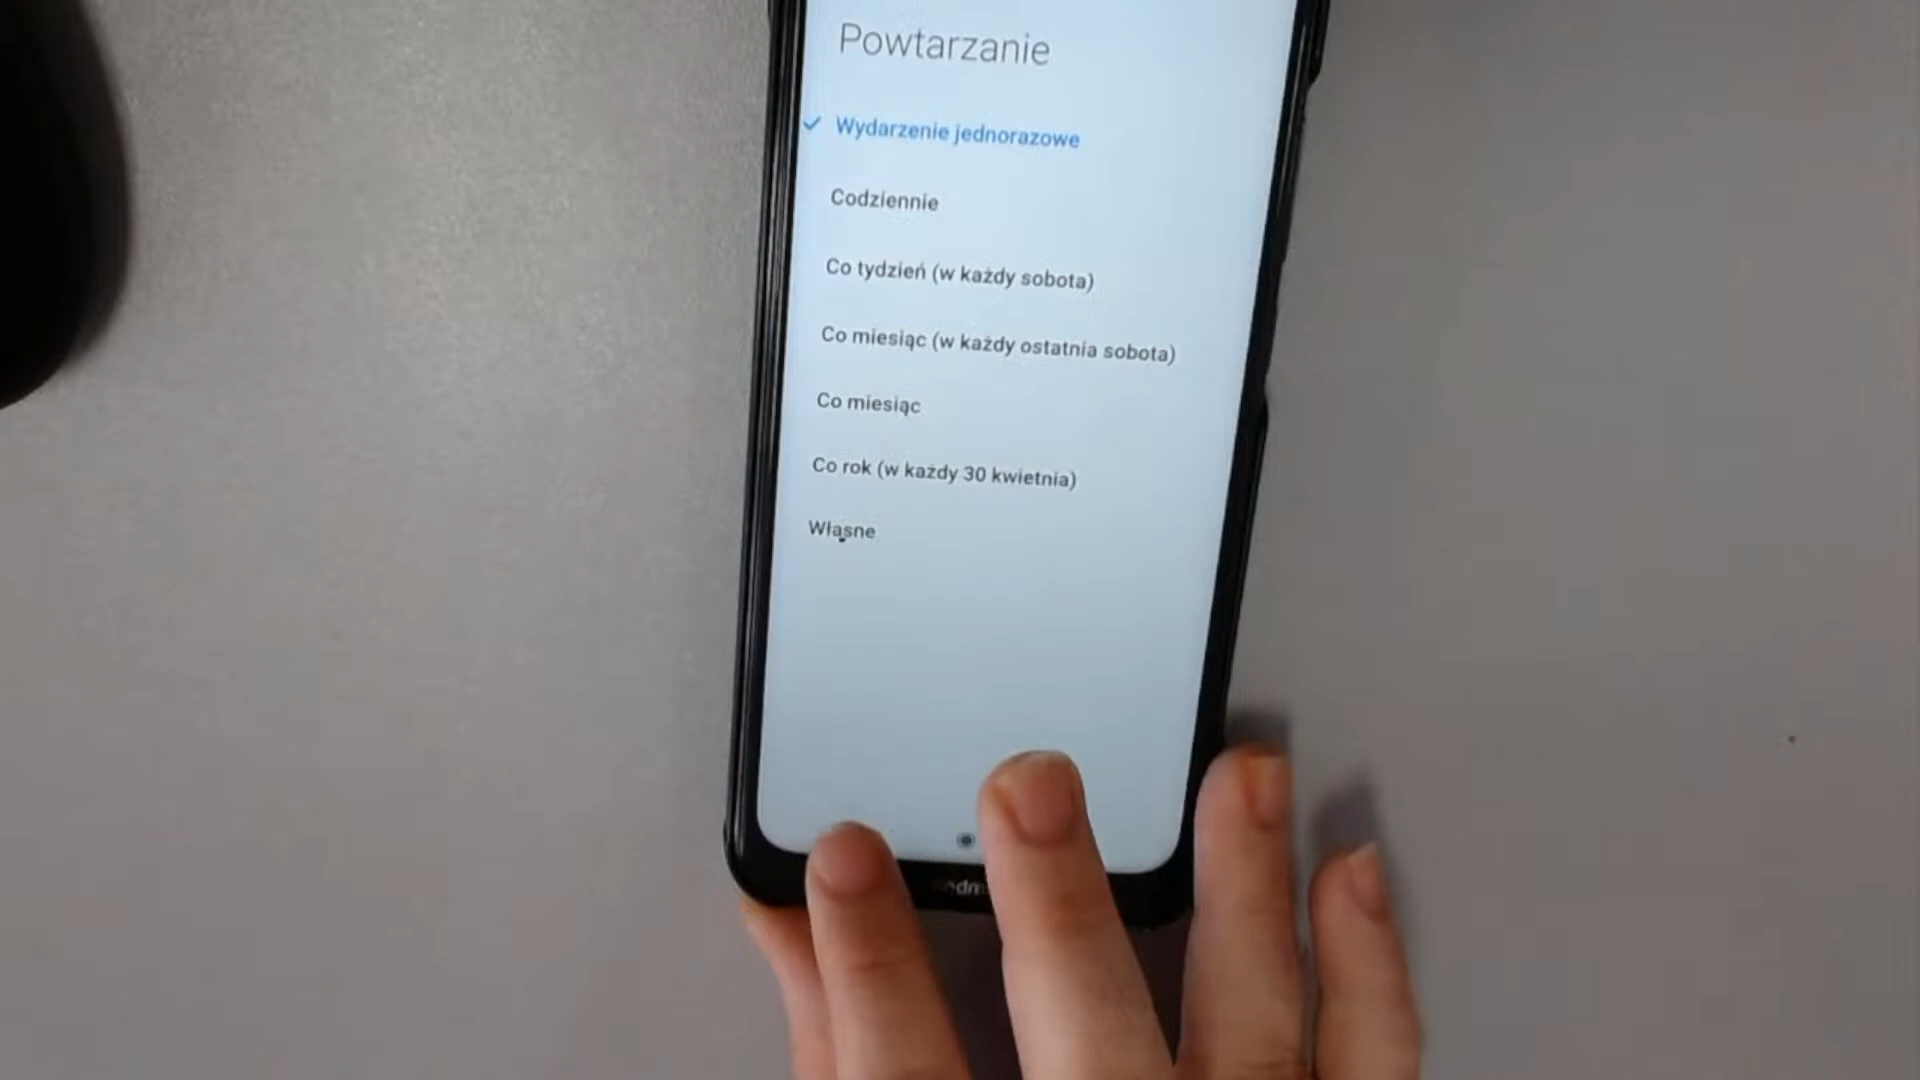 Powtarzanie
Wydarzenie jednorazowe
Codziennie
Co tydzień (w każdy sobota)
Co miesiąc (w każdy ostatnia sobota)
Co miesiąc
Co rok (w każdy 30 kwietnia)
Własne